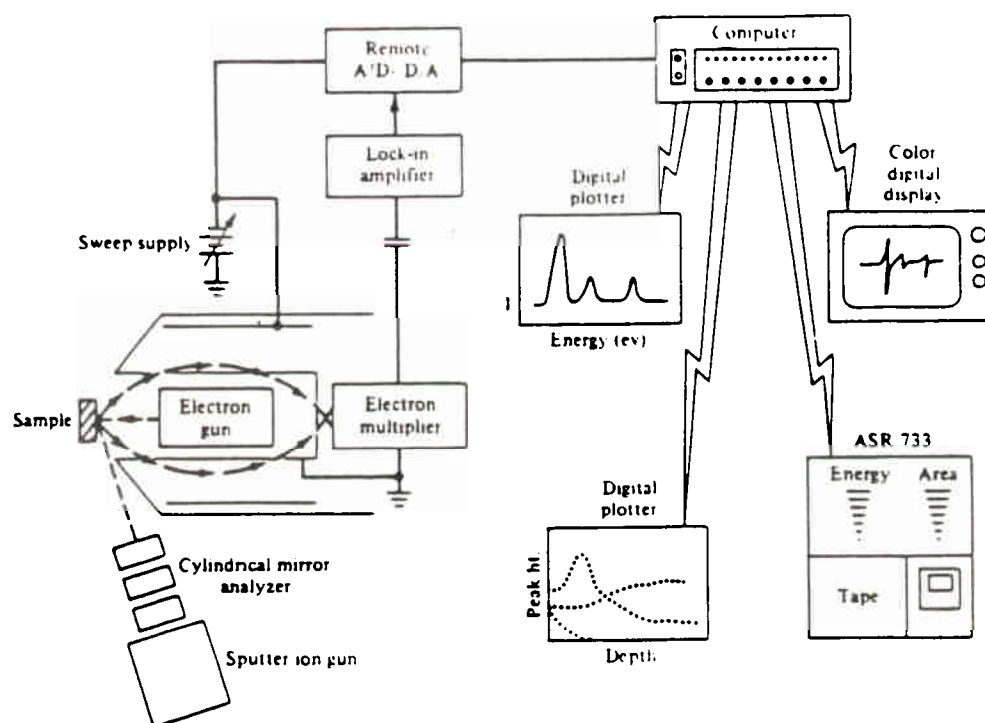 Computer
Remote
A/D- D/A
Lock-in
amplifier
Digital
plotter
Color
digital
display
Sweep supply
I
Energy (ev)
Sample
Electron
gun
Electron
multiplier
ASR 733
Energy Area
Digital
plotter
Cylindrical mirror
analyzer
Peak ht.
Tape
Depth
Sputter ion gun